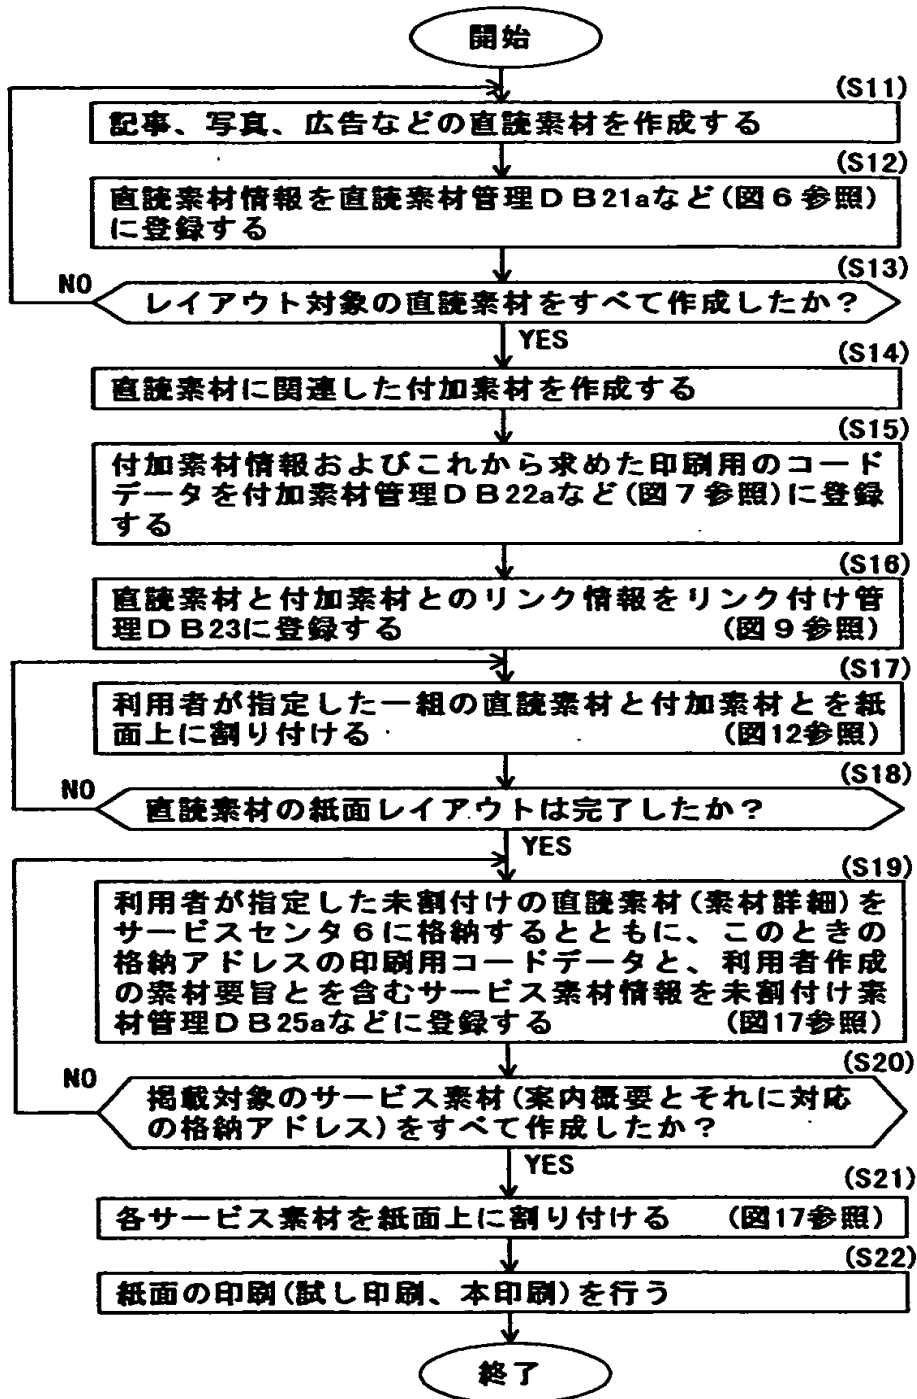 開始
(S11)
記事、写真、広告などの直読素材を作成する
(S12)
直読素材情報を直読素材管理DB21aなど(図6参照)
に登録する
(S13)
NO
レイアウト対象の直読素材をすべて作成したか?
YES
(S14)
直読素材に関連した付加素材を作成する
(S15)
付加素材情報およびこれから求めた印刷用のコード
データを付加素材管理DB22aなど(図7参照)に登録
する
(S16)
直読素材と付加素材とのリンク情報をリンク付け管
理DB23に登録する (図9参照)
(S17)
利用者が指定した一組の直読素材と付加素材とを紙
面上に割り付ける (図12参照)
(S18)
NO
直読素材の紙面レイアウトは完了したか?
YES
(S19)
利用者が指定した未割付けの直読素材(素材詳細)を
サービスセンタ6に格納するとともに、このときの
格納アドレスの印刷用コードデータと、利用者作成
の素材要旨とを含むサービス素材情報を未割付け素
材管理DB25aなどに登録する (図17参照)
(S20)
NO
掲載対象のサービス素材(案内概要とそれに対応
の格納アドレス)をすべて作成したか?
YES
(S21)
各サービス素材を紙面上に割り付ける (図17参照)
(S22)
紙面の印刷(試し印刷、本印刷)を行う
終了